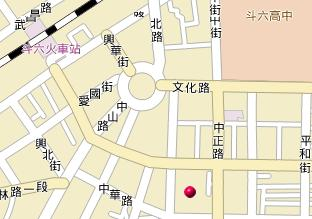 武昌
斗六火車站
興華街
北路
斗六高中
中街
愛國街
中山路
文化路
中正路
平和街
興北街
林路二段
中華路